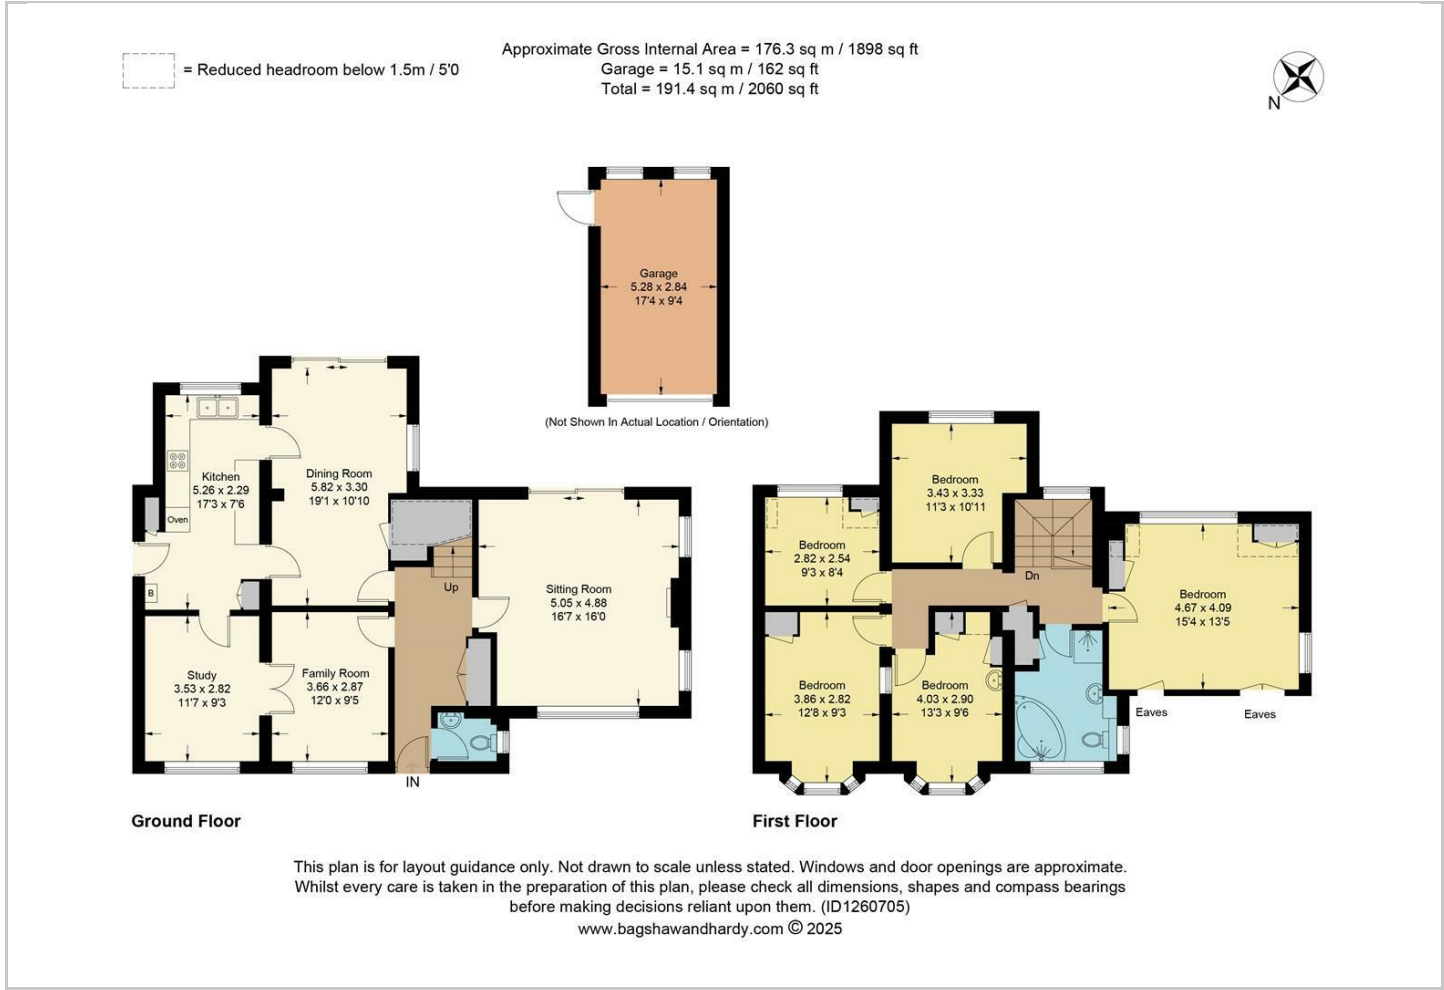 Approximate Gross Internal Area = 176.3 sq m / 1898 sq ft
Garage = 15.1 sq m / 162 sq ft
Total = 191.4 sq m / 2060 sq ft
= Reduced headroom below 1.5m / 5'0
N
Garage
5.28 x 2.84
17'4 x 9'4
(Not Shown In Actual Location / Orientation)
Kitchen
5.26 x 2.29
17'3 x 7'6
Oven
B
Dining Room
5.82 x 3.30
19'1 x 10'10
Up
Sitting Room
5.05 x 4.88
16'7 x 16'0
Study
3.53 x 2.82
11'7 x 9'3
Family Room
3.66 x 2.87
12'0 x 9'5
IN
Ground Floor
Bedroom
3.43 x 3.33
11'3 x 10'11
Bedroom
2.82 x 2.54
9'3 x 8'4
Dn
Bedroom
4.67 x 4.09
15'4 x 13'5
Bedroom
3.86 x 2.82
12'8 x 9'3
Bedroom
4.03 x 2.90
13'3 x 9'6
Eaves
Eaves
First Floor
This plan is for layout guidance only. Not drawn to scale unless stated. Windows and door openings are approximate.
Whilst every care is taken in the preparation of this plan, please check all dimensions, shapes and compass bearings
before making decisions reliant upon them. (ID1260705)
www.bagshawandhardy.com © 2025